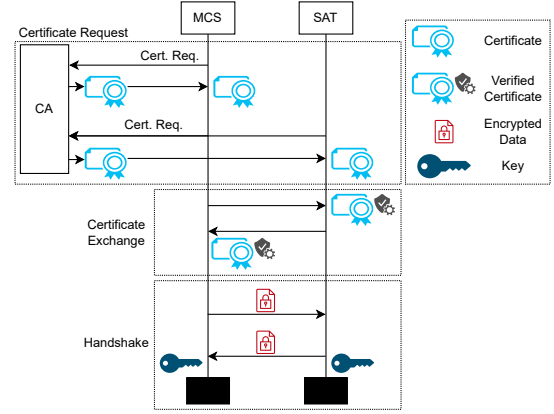 MCS
SAT
Certificate Request
Cert. Req.
CA
Cert. Req.
Certificate
Exchange
Handshake
Certificate
Verified
Certificate
Encrypted
Data
Key